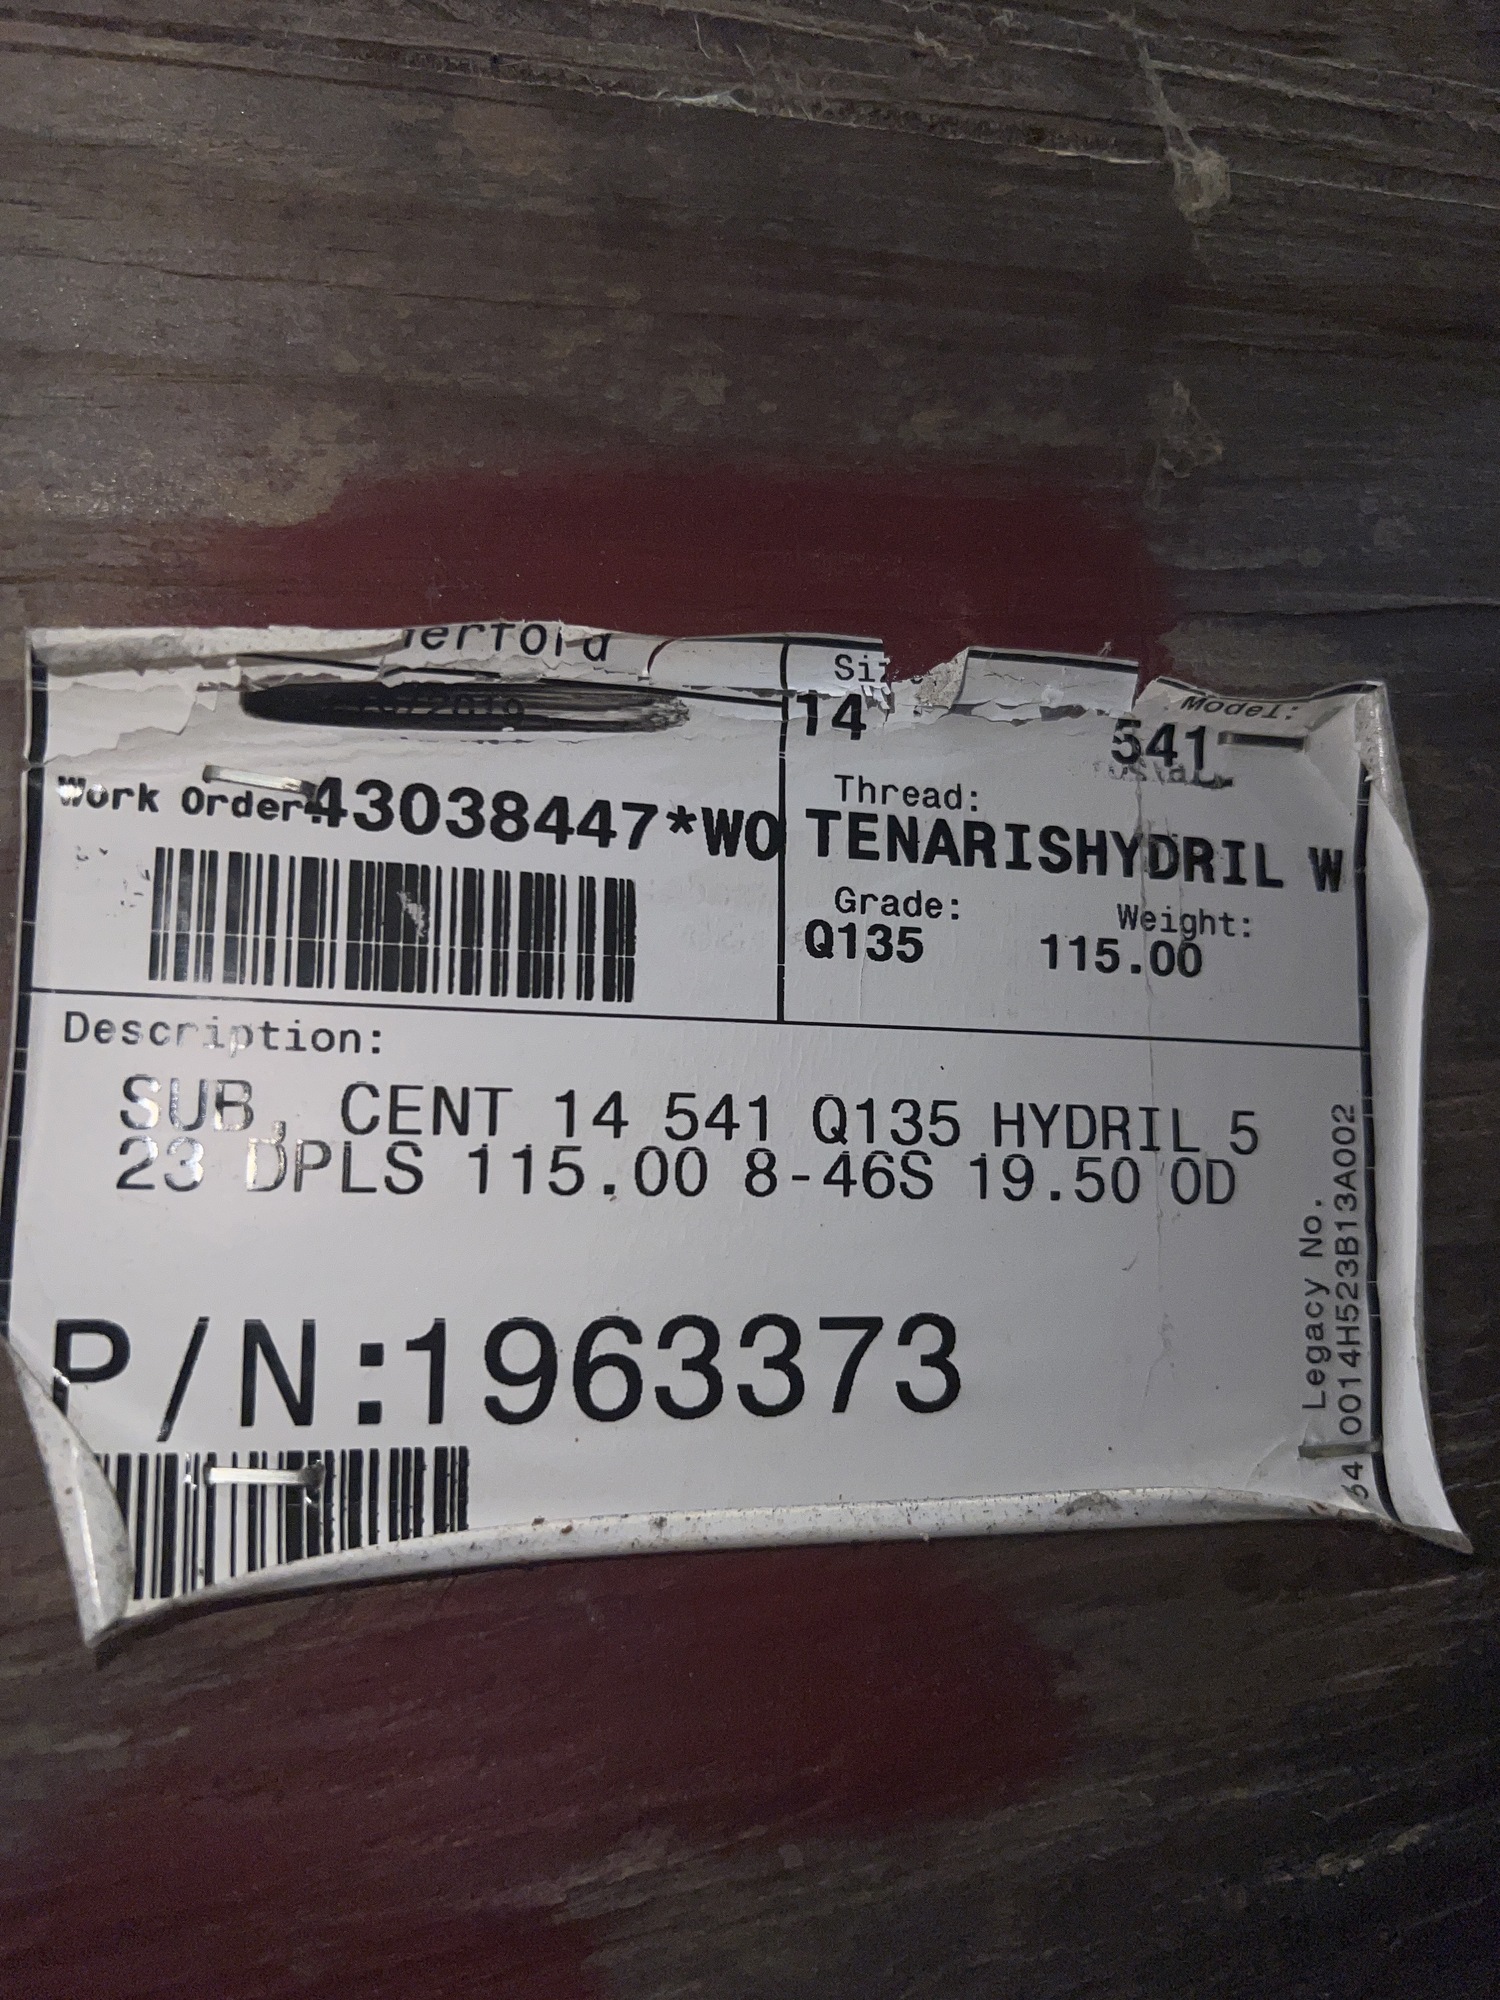 Work Order:43038447*WO
14
Model:
541
Thread:
TENARISHYDRIL W
Grade:
Q135
Weight:
115.00
Description:
SUB, CENT 14 541 Q135 HYDRIL 5
23 DPLS 115.00 8-46S 19.50 OD
P/N:1963373
Legacy No.
0014H523B13A002